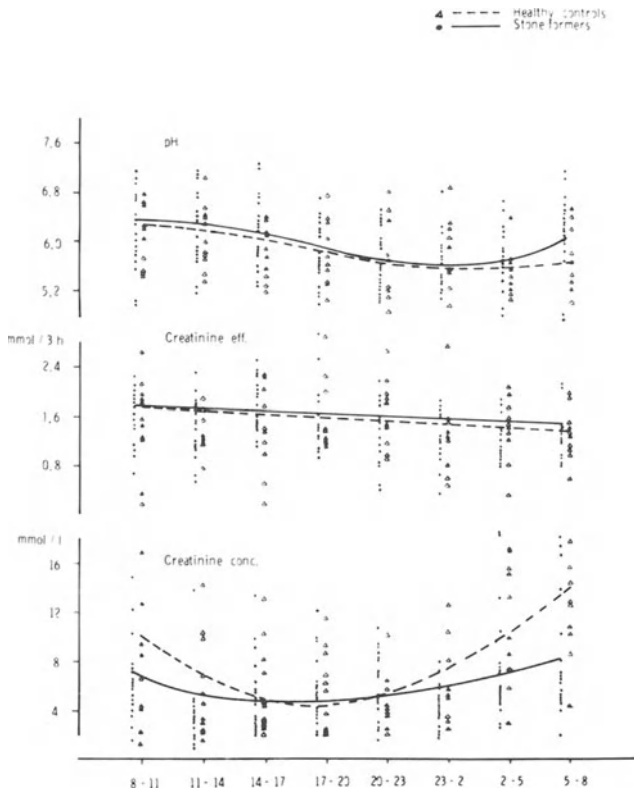 Healthy controls
Stone formers
7,6
pH
6,8
6,0
5,2
mmol / 3 h
Creatinine eff.
2,4
1,6
0,8
mmol / l
16
Creatinine conc.
12
8
4
8 - 11 11 - 14 14 - 17 17 - 20 20 - 23 23 - 2 2 - 5 5 - 8